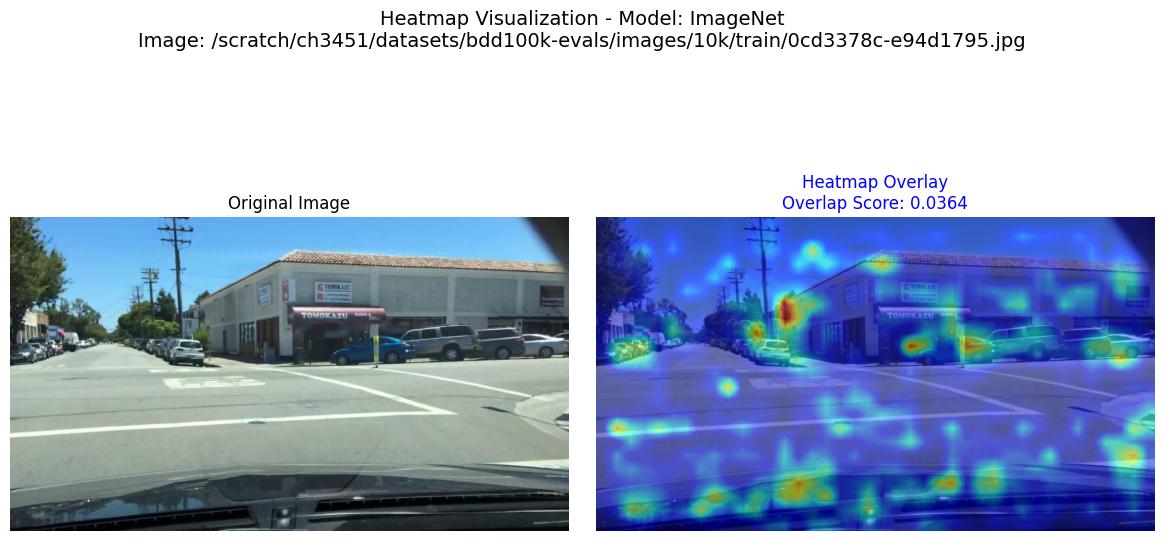 Heatmap Visualization - Model: ImageNet
Image: /scratch/ch3451/datasets/bdd100k-evals/images/10k/train/0cd3378c-e94d1795.jpg
Original Image
Heatmap Overlay
Overlap Score: 0.0364
TOMOKAZU
TOMOKAZU